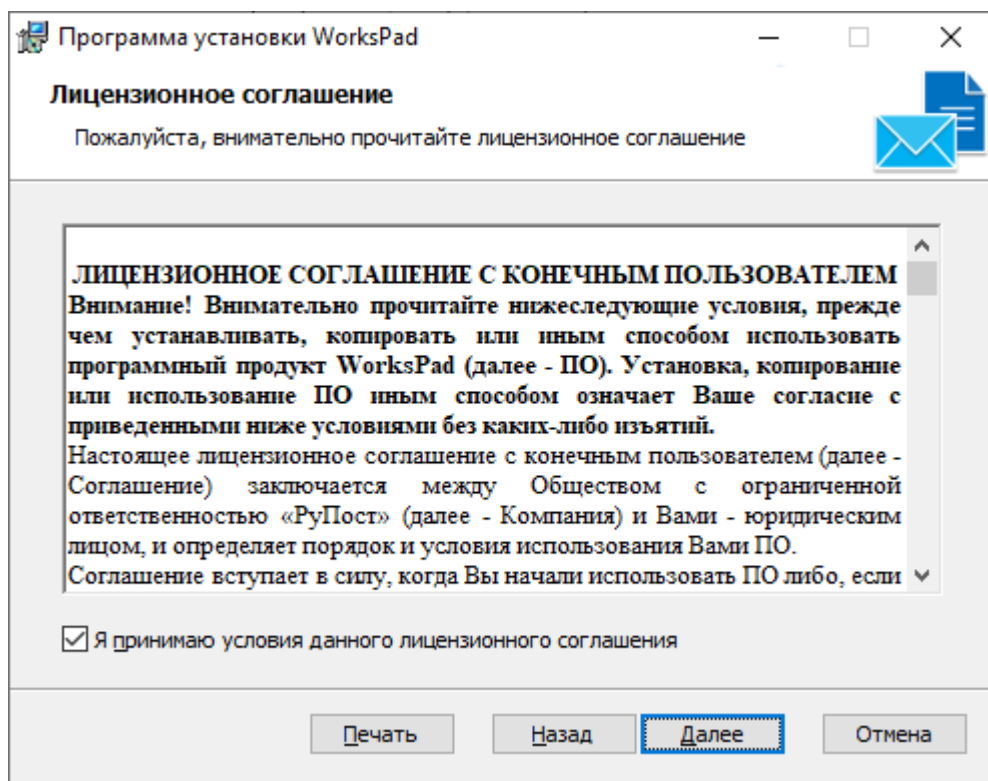 Программа установки WorksPad
Лицензионное соглашение
Пожалуйста, внимательно прочитайте лицензионное соглашение
ЛИЦЕНЗИОННОЕ СОГЛАШЕНИЕ С КОНЕЧНЫМ ПОЛЬЗОВАТЕЛЕМ
Внимание! Внимательно прочитайте нижеследующие условия, прежде
чем устанавливать, копировать или иным способом использовать
программный продукт WorksPad (далее - ПО). Установка, копирование
или использование ПО иным способом означает Ваше согласие с
приведенными ниже условиями без каких-либо изъятий.
Настоящее лицензионное соглашение с конечным пользователем (далее -
Соглашение) заключается между Обществом с ограниченной
ответственностью «РуПост» (далее - Компания) и Вами - юридическим
лицом, и определяет порядок и условия использования Вами ПО.
Соглашение вступает в силу, когда Вы начали использовать ПО либо, если
Я принимаю условия данного лицензионного соглашения
Печать Назад Далее Отмена